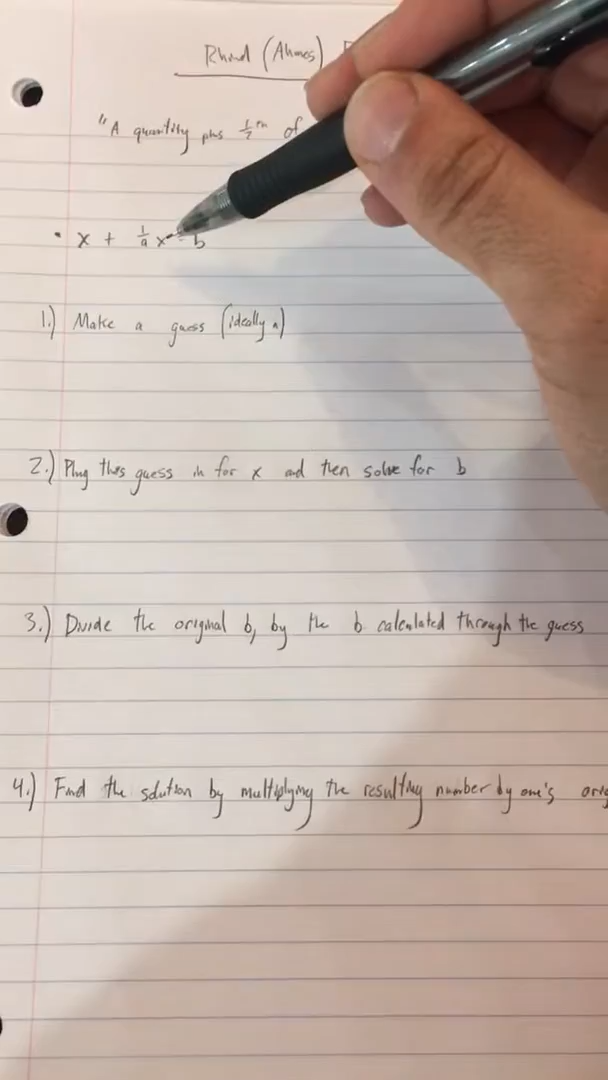 Rhind (Ahmes)
"A quantity plus 1/7th of
• x + 1/a x = b
1.) Make a guess (ideally a)
2.) Plug this guess in for x and then solve for b
3.) Divide the original b, by the b calculated through the guess
4.) Find the solution by multiplying the resulting number by one's orig